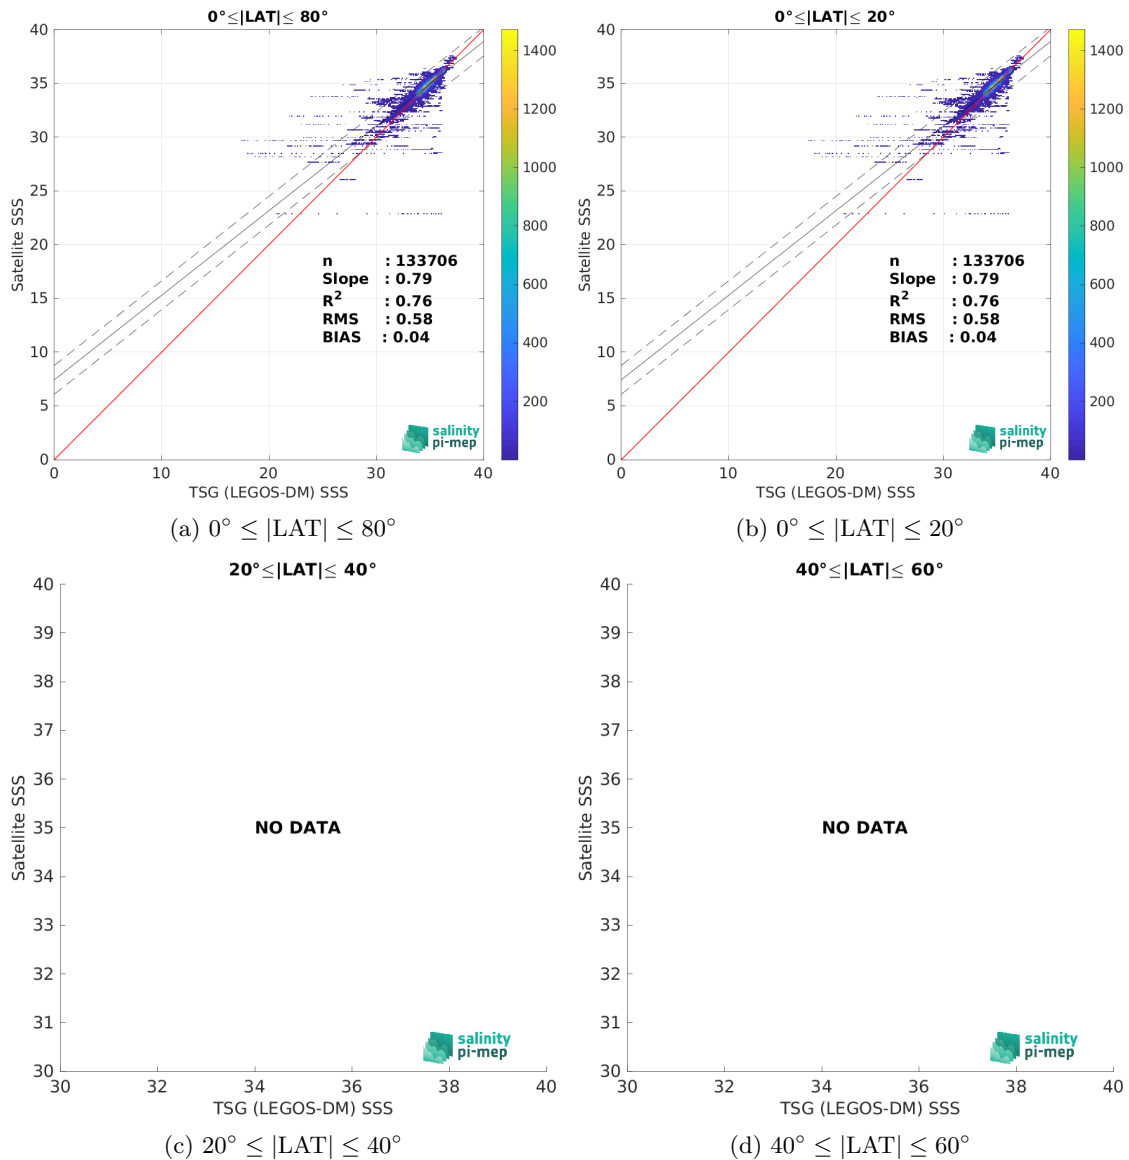 0°≤|LAT|≤ 80°
40
35
30
25
20
15
10
5
0
0
10
20
30
40
Satellite SSS
TSG (LEGOS-DM) SSS
1400
1200
1000
800
600
400
200
n : 133706
Slope : 0.79
R² : 0.76
RMS : 0.58
BIAS : 0.04
salinity
pi-mep
(a) 0° ≤ |LAT| ≤ 80°
0°≤|LAT|≤ 20°
40
35
30
25
20
15
10
5
0
0
10
20
30
40
Satellite SSS
TSG (LEGOS-DM) SSS
1400
1200
1000
800
600
400
200
n : 133706
Slope : 0.79
R² : 0.76
RMS : 0.58
BIAS : 0.04
salinity
pi-mep
(b) 0° ≤ |LAT| ≤ 20°
20°≤|LAT|≤ 40°
40
39
38
37
36
35
34
33
32
31
30
30
32
34
36
38
40
Satellite SSS
TSG (LEGOS-DM) SSS
NO DATA
salinity
pi-mep
(c) 20° ≤ |LAT| ≤ 40°
40°≤|LAT|≤ 60°
40
39
38
37
36
35
34
33
32
31
30
30
32
34
36
38
40
Satellite SSS
TSG (LEGOS-DM) SSS
NO DATA
salinity
pi-mep
(d) 40° ≤ |LAT| ≤ 60°